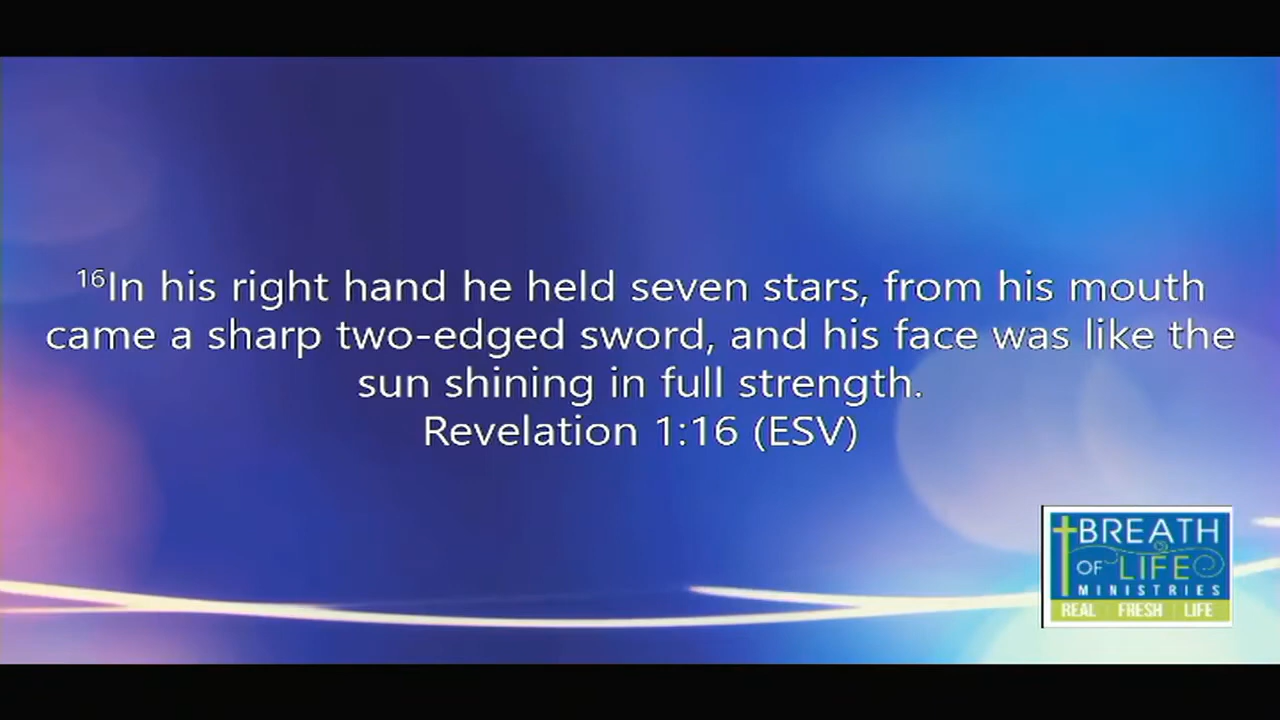 16In his right hand he held seven stars, from his mouth
came a sharp two-edged sword, and his face was like the
sun shining in full strength.
Revelation 1:16 (ESV)
BREATH
OF LIFE
MINISTRIES
REAL FRESH LIFE